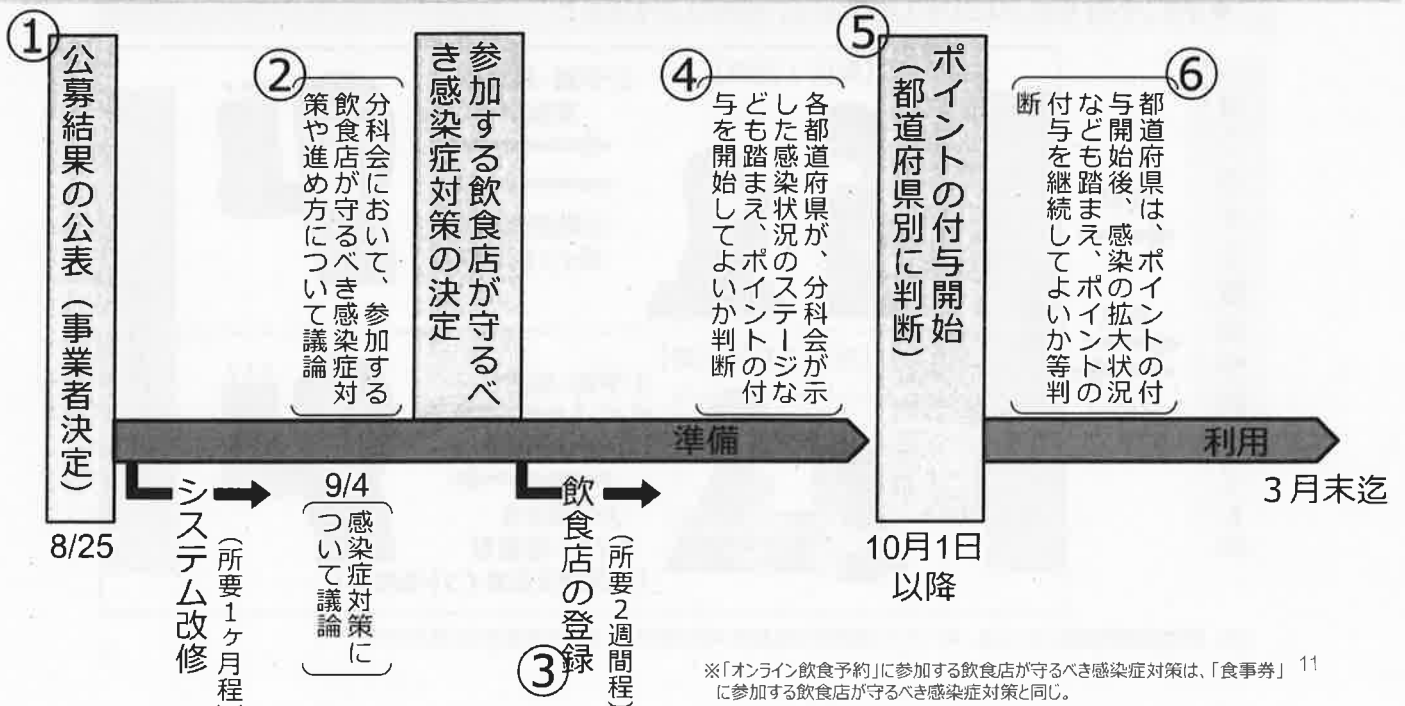 ①
公募結果の公表（事業者決定）
8/25
システム改修
（所要1ヶ月程）
②
分科会において、参加する
飲食店が守るべき感染症対
策や進め方について議論
9/4
感染症対策に
ついて議論
参加する飲食店が守るべ
き感染症対策の決定
③
飲食店の登録
（所要2週間程）
④
各都道府県が、分科会が示
した感染状況のステージな
ども踏まえ、ポイントの付
与を開始してよいか判断
準備
⑤
ポイントの付与開始
（都道府県別に判断）
10月1日
以降
⑥
都道府県は、ポイントの付
与開始後、感染の拡大状況
なども踏まえ、ポイントの
付与を継続してよいか等判
断
利用
3月末迄
※「オンライン飲食予約」に参加する飲食店が守るべき感染症対策は、「食事券」
に参加する飲食店が守るべき感染症対策と同じ。
11